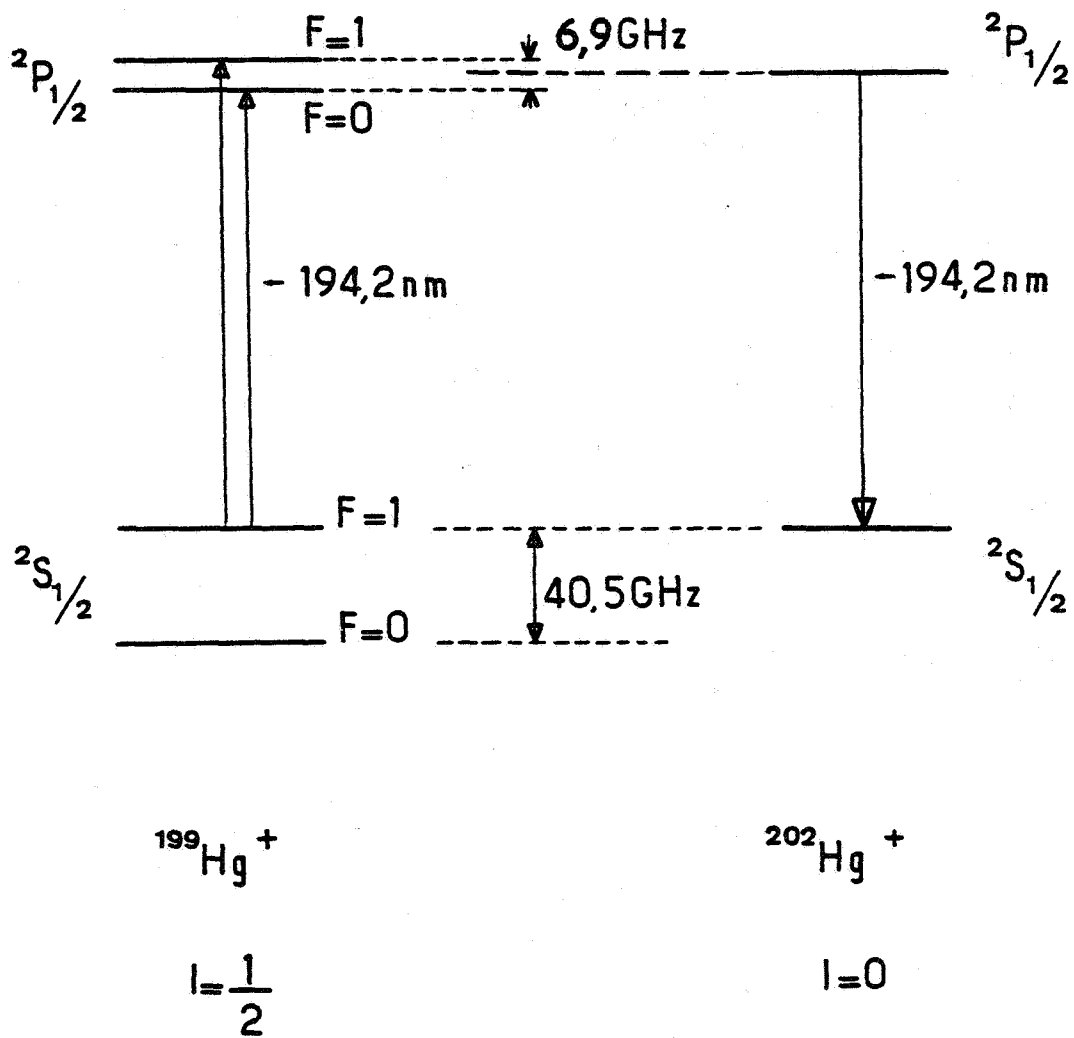 F=1
6,9GHz
²P₁/₂
²P₁/₂
F=0
- 194,2nm
-194,2nm
F=1
²S₁/₂
²S₁/₂
40.5GHz
F=0
¹⁹⁹Hg⁺
²⁰²Hg⁺
I=1/2
I=0